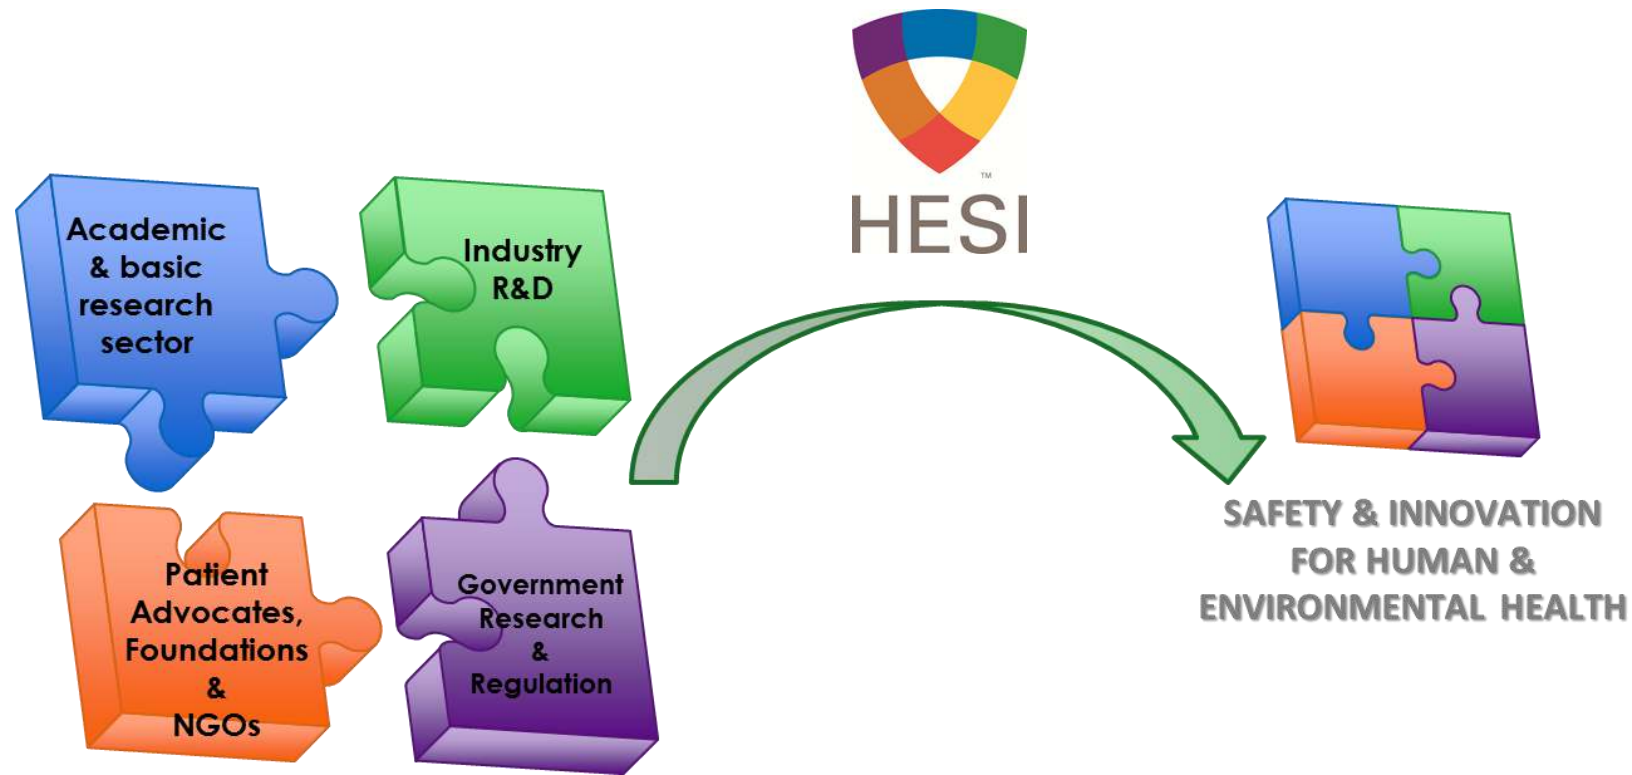 Academic
& basic
research
sector
Industry
R&D
Patient
Advocates,
Foundations
&
NGOs
Government
Research
&
Regulation
TM
HESI
SAFETY & INNOVATION
FOR HUMAN &
ENVIRONMENTAL HEALTH